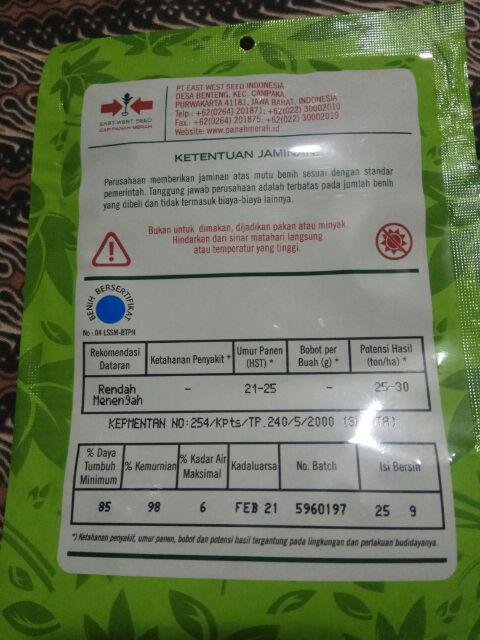 EAST-WEST SEED
CAP PANAH MERAH
PT EAST WEST SEED INDONESIA
DESA BENTENG, KEC. CAMPAKA,
PURWAKARTA 41181, JAWA BARAT, INDONESIA
Telp.: +62(0264) 201871; +62(022) 30002010
Fax.: +62(0264) 201875; +62(022) 30002019
Website: www.panahmerah.id
KETENTUAN JAMINAN
Perusahaan memberikan jaminan atas mutu benih sesuai dengan standar
pemerintah. Tanggung jawab perusahaan adalah terbatas pada jumlah benih
yang dibeli dan tidak termasuk biaya-biaya lainnya.
Bukan untuk dimakan, dijadikan pakan atau minyak.
Hindarkan dari sinar matahari langsung
atau temperatur yang tinggi.
BENIH BERSERTIFIKAT
No : 04-LSSM-BTPH
Rekomendasi Dataran Ketahanan Penyakit * Umur Panen (HST) * Bobot per Buah (g) * Potensi Hasil (ton/ha) *
Rendah Menengah - 21-25 - 25-30
KEPMENTAN NO:254/Kpts/TP.240/5/2000
% Daya Tumbuh Minimum % Kemurnian % Kadar Air Maksimal Kadaluarsa No. Batch Isi Bersih
85 98 6 FEB 21 5960197 25 g
*) Ketahanan penyakit, umur panen, bobot dan potensi hasil tergantung pada lingkungan dan perlakuan budidayanya.